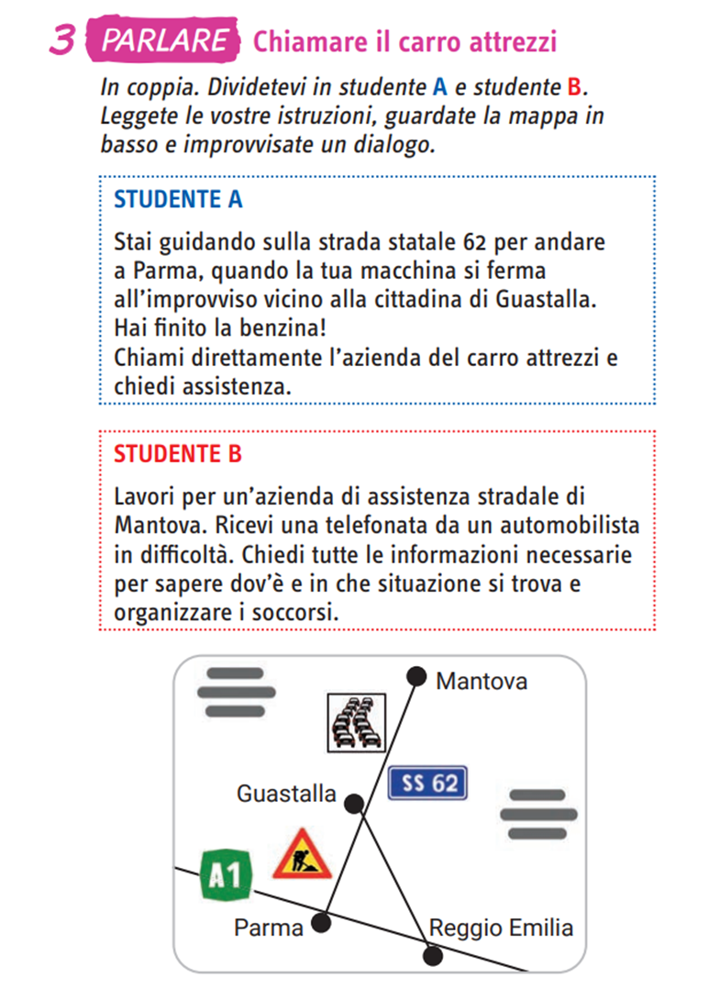 3 PARLARE Chiamare il carro attrezzi
In coppia. Dividetevi in studente A e studente B.
Leggete le vostre istruzioni, guardate la mappa in
basso e improvvisate un dialogo.
STUDENTE A
Stai guidando sulla strada statale 62 per andare
a Parma, quando la tua macchina si ferma
all’improvviso vicino alla cittadina di Guastalla.
Hai finito la benzina!
Chiami direttamente l’azienda del carro attrezzi e
chiedi assistenza.
STUDENTE B
Lavori per un’azienda di assistenza stradale di
Mantova. Ricevi una telefonata da un automobilista
in difficoltà. Chiedi tutte le informazioni necessarie
per sapere dov’è e in che situazione si trova e
organizzare i soccorsi.
Mantova
SS 62
Guastalla
A1
Parma
Reggio Emilia